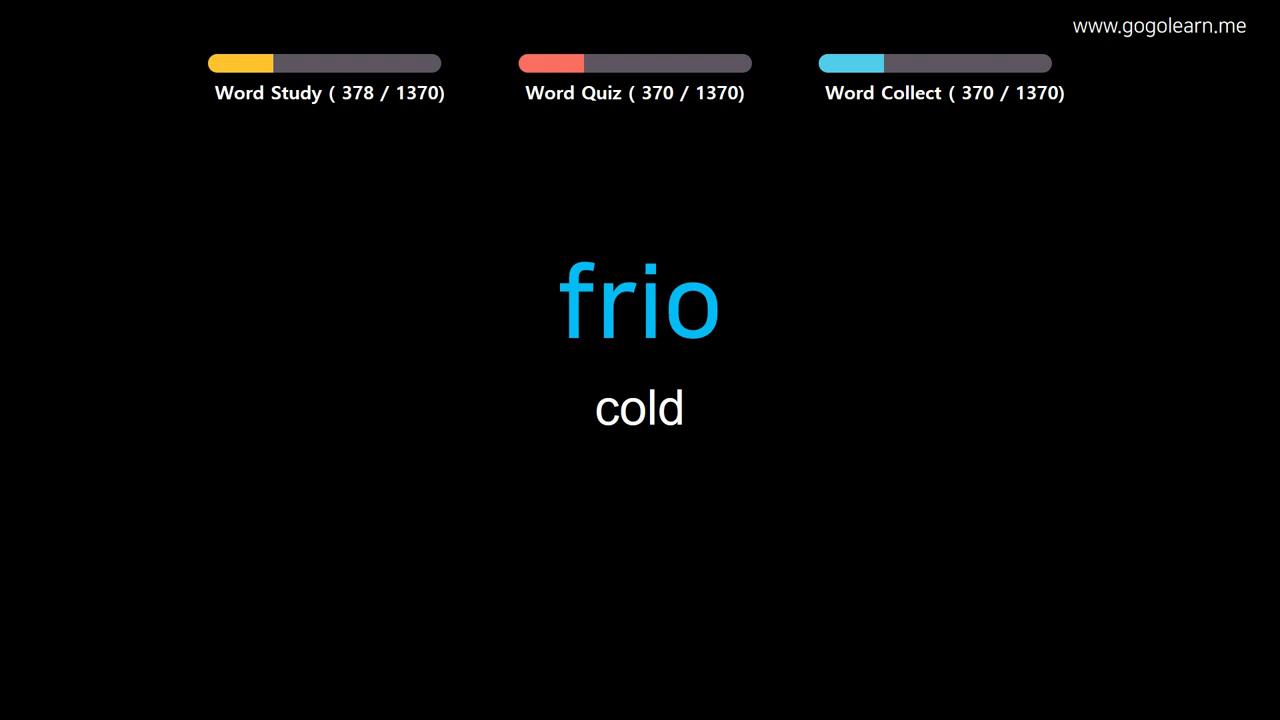 www.gogolearn.me
Word Study ( 378 / 1370)
Word Quiz ( 370 / 1370)
Word Collect ( 370 / 1370)
frio
cold